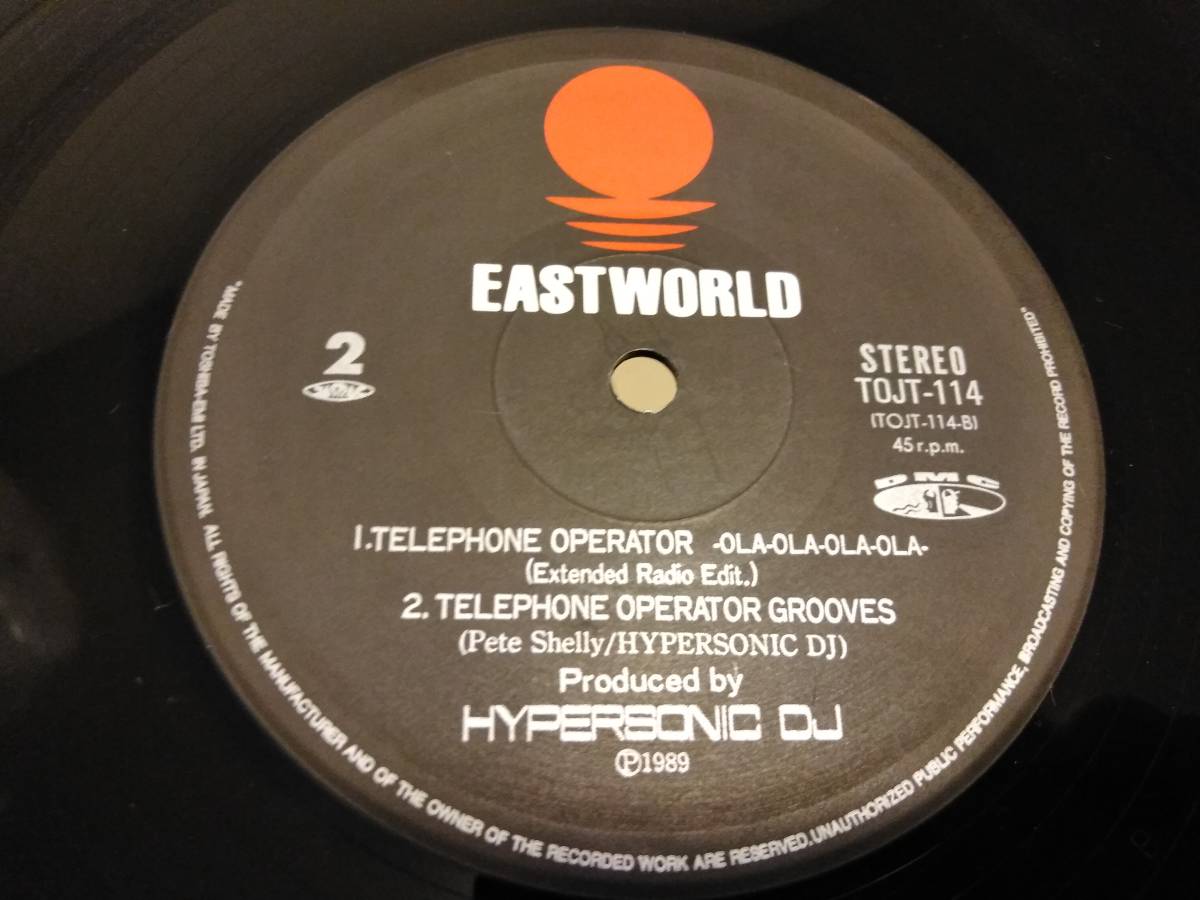 EASTWORLD
2
STEREO
TOJT-114
(TOJT-114-B)
45 r.p.m.
DMC
1.TELEPHONE OPERATOR -OLA-OLA-OLA-OLA-
(Extended Radio Edit.)
2. TELEPHONE OPERATOR GROOVES
(Pete Shelly/HYPERSONIC DJ)
Produced by
HYPERSONIC DJ
Ⓟ1989
"MADE BY TOSHIBA-EMI LTD. IN JAPAN. ALL RIGHTS OF THE MANUFACTURER AND OF THE OWNER OF THE RECORDED WORK ARE RESERVED.UNAUTHORIZED PUBLIC PERFORMANCE, BROADCASTING AND COPYING OF THE RECORD PROHIBITED"